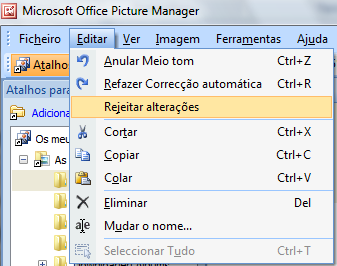 Microsoft Office Picture Manager
Ficheiro Editar Ver Imagem Ferramentas Ajuda
Atalhos
Anular Meio tom Ctrl+Z
Refazer Correcção automática Ctrl+R
Atalhos para
Rejeitar alterações
Adiciona
Cortar Ctrl+X
Os meu
Copiar Ctrl+C
As
Colar Ctrl+V
Eliminar Del
Mudar o nome...
Seleccionar Tudo Ctrl+T